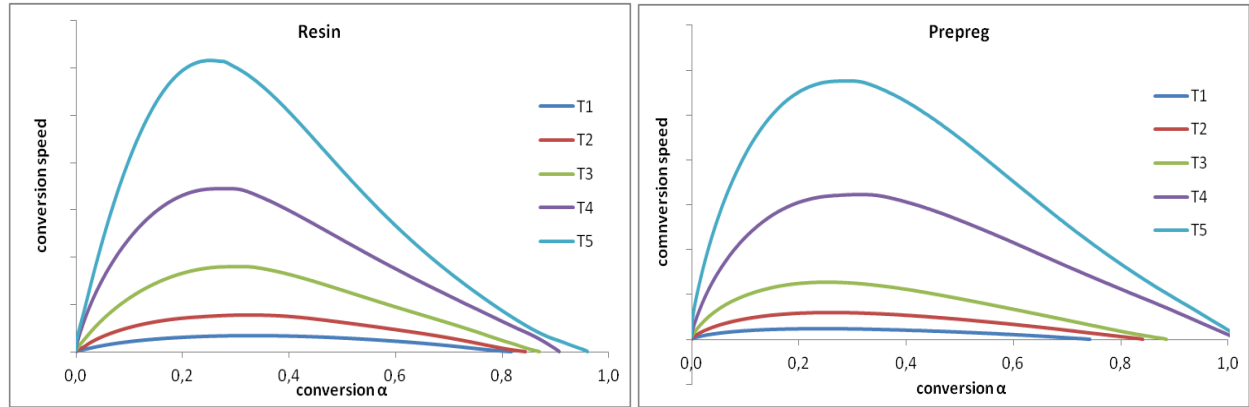 Resin
conversion speed
T1
T2
T3
T4
T5
0,0 0,2 0,4 0,6 0,8 1,0
conversion α
Prepreg
comnversion speed
T1
T2
T3
T4
T5
0,0 0,2 0,4 0,6 0,8 1,0
conversion α